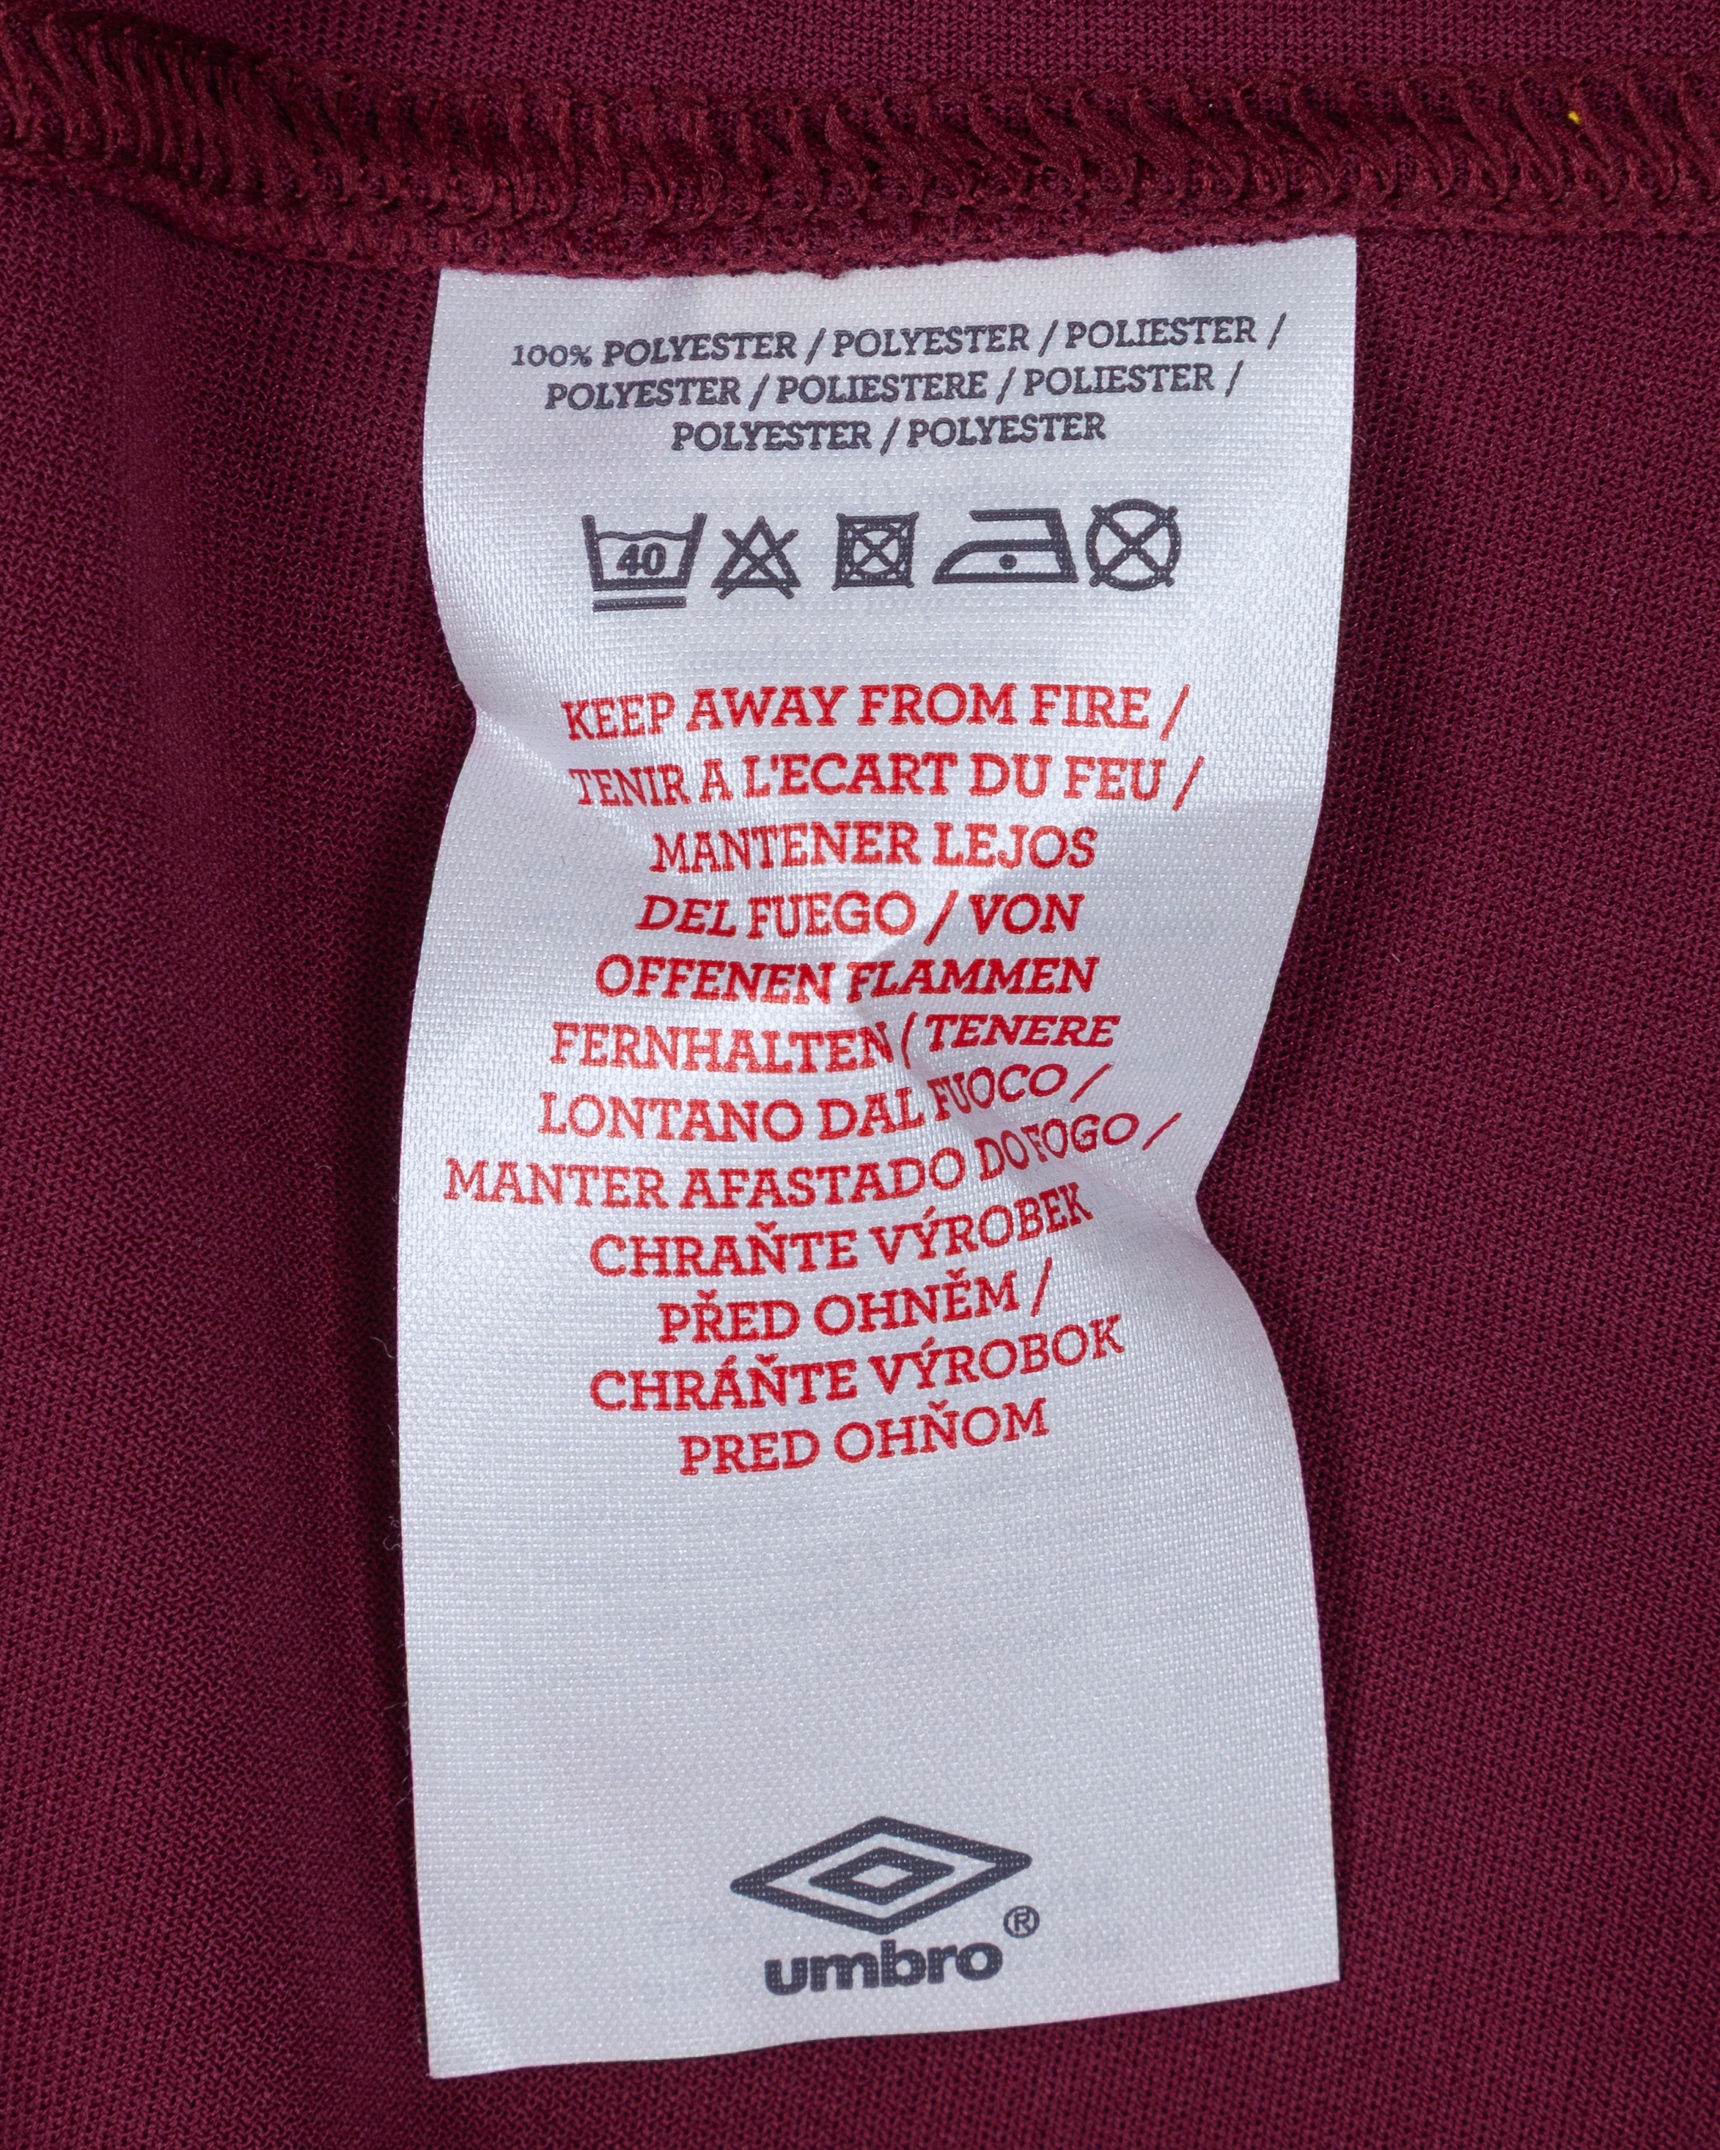 100% POLYESTER / POLYESTER / POLIESTER /
POLYESTER / POLIESTERE / POLIESTER /
POLYESTER / POLYESTER
40
KEEP AWAY FROM FIRE /
TENIR A L'ECART DU FEU /
MANTENER LEJOS
DEL FUEGO / VON
OFFENEN FLAMMEN
FERNHALTEN / TENERE
LONTANO DAL FUOCO /
MANTER AFASTADO DO FOGO /
CHRAŇTE VÝROBEK
PŘED OHNĚM /
CHRÁŇTE VÝROBOK
PRED OHŇOM
umbro®